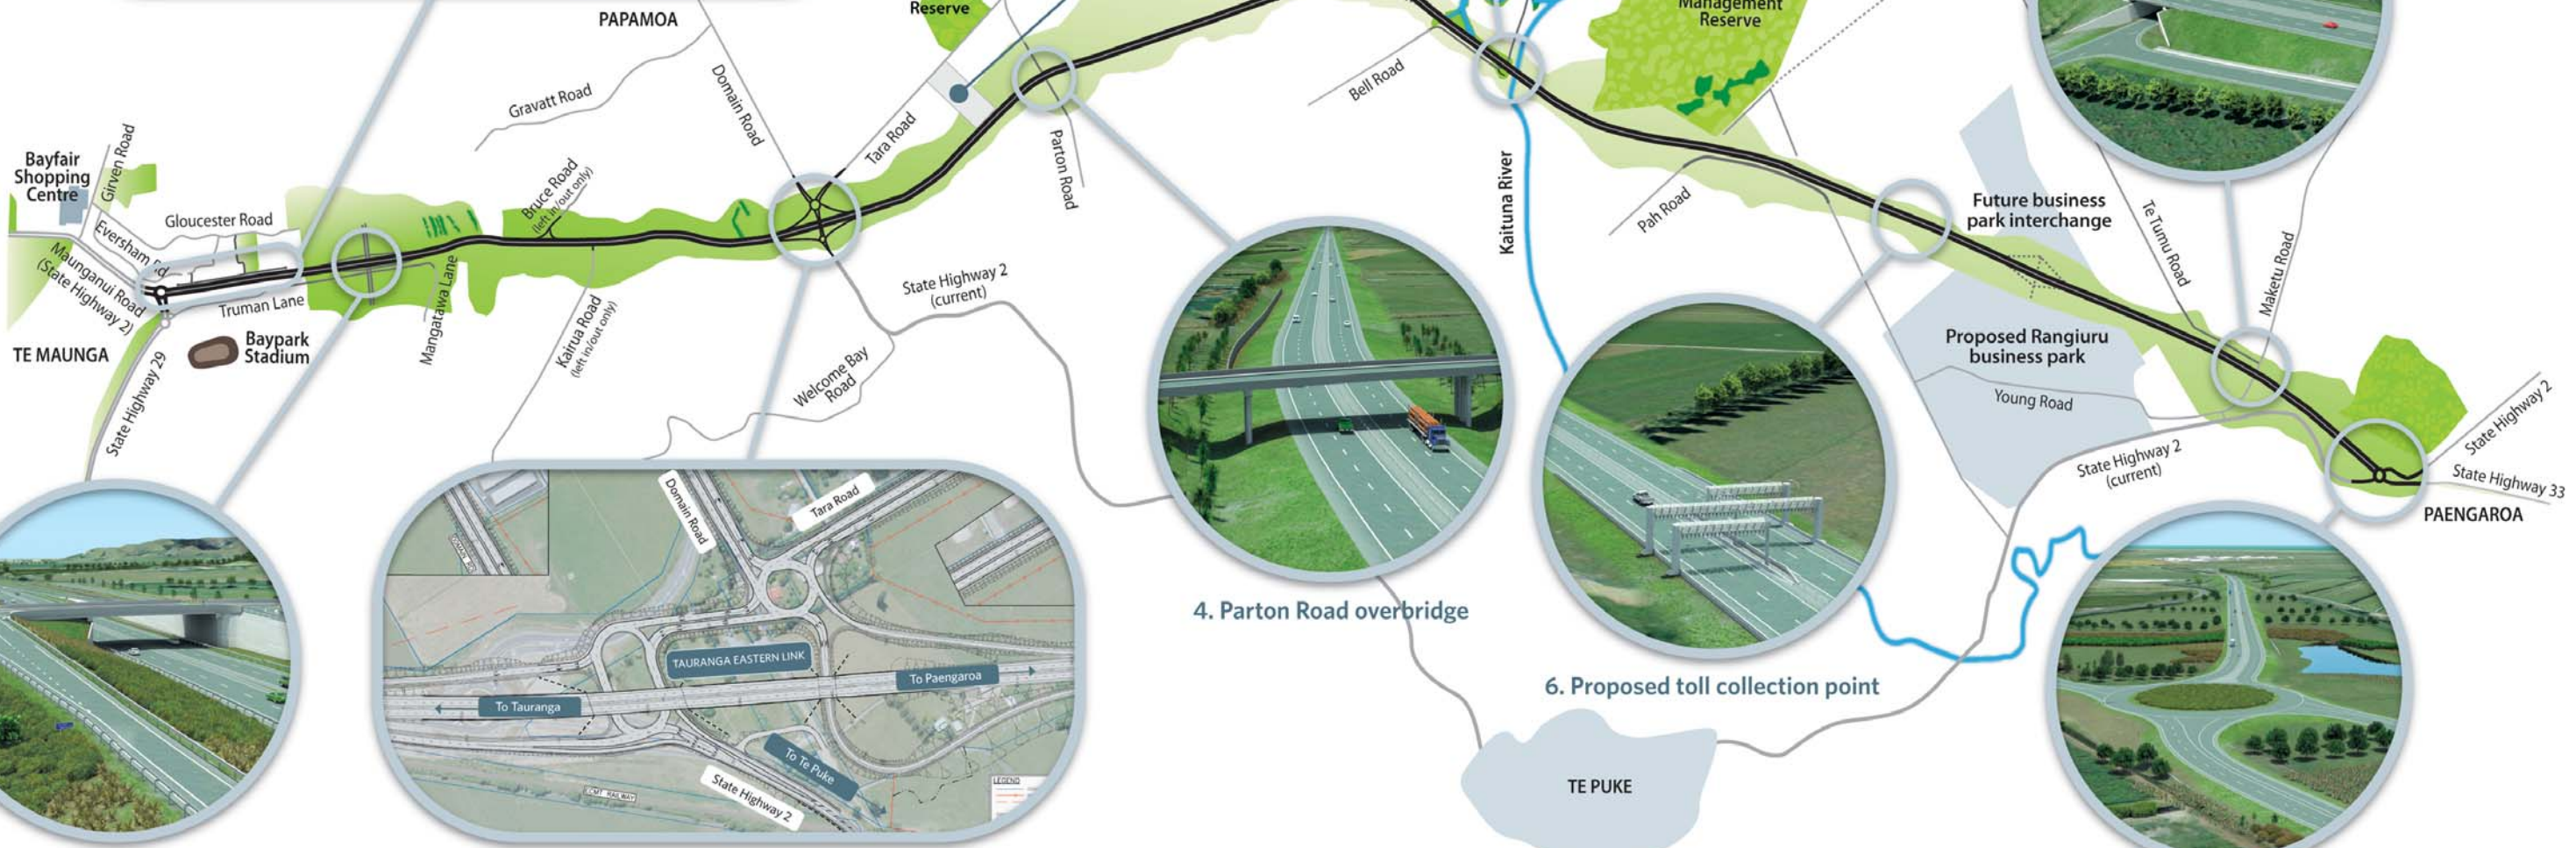 PAPAMOA
Reserve
Management
Reserve
Gravatt Road
Domain Road
Tara Road
Parton Road
Bell Road
Kaituna River
Pah Road
Future business
park interchange
Te Tumu Road
Maketu Road
Bayfair
Shopping
Centre
Girven Road
Gloucester Road
Eversham Rd
Maunganui Road
(State Highway 2)
Truman Lane
Bruce Road
(left in/out only)
Mangatawa Lane
Kairua Road
(left in/out only)
TE MAUNGA
Baypark
Stadium
State Highway 29
State Highway 2
(current)
Welcome Bay
Road
Proposed Rangiuru
business park
Young Road
State Highway 2
(current)
State Highway 2
State Highway 33
PAENGAROA
Domain Road
Tara Road
TAURANGA EASTERN LINK
To Paengaroa
To Tauranga
To Te Puke
State Highway 2
ECMT RAILWAY
LEGEND
4. Parton Road overbridge
6. Proposed toll collection point
TE PUKE